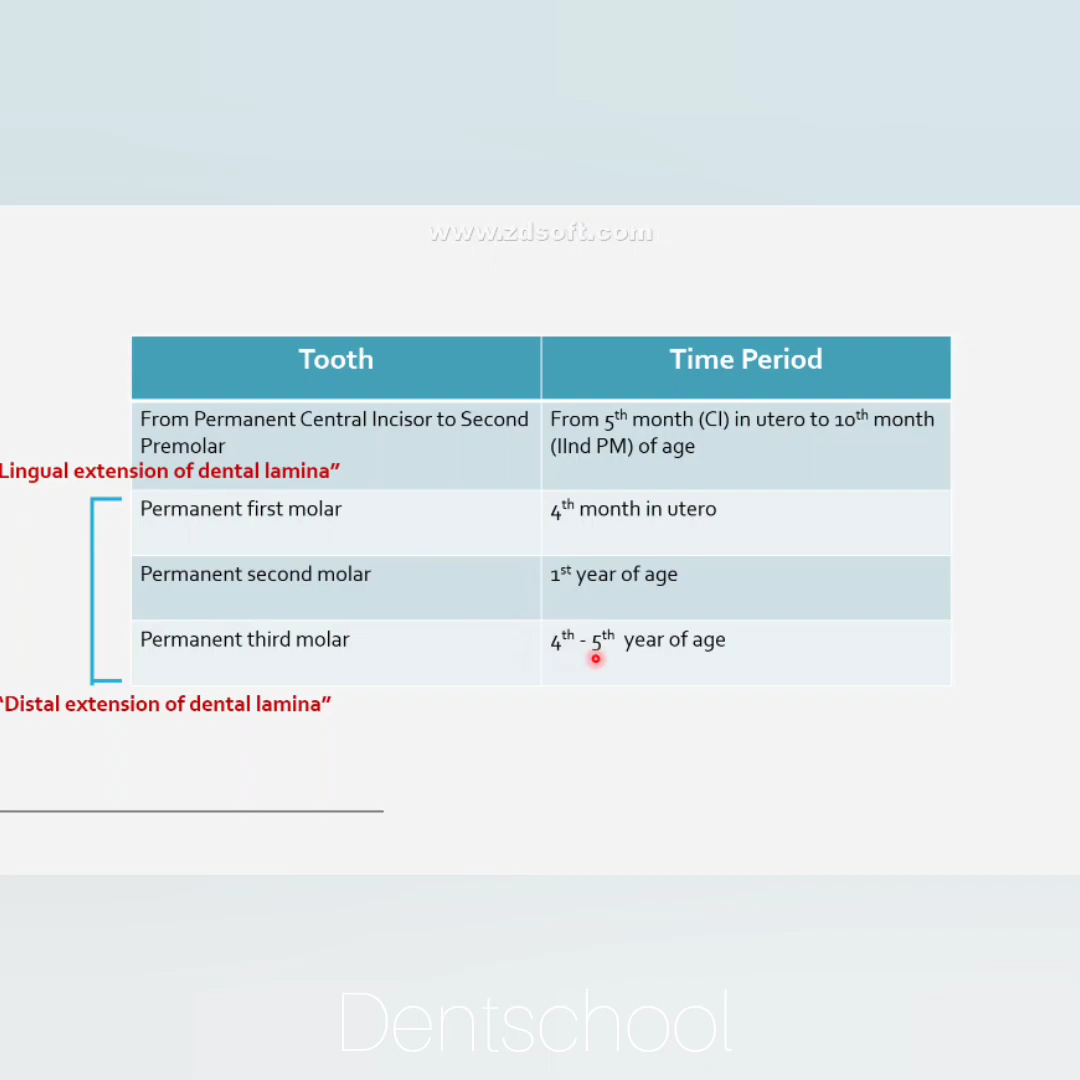 www.zdsoft.com
Tooth
Time Period
From Permanent Central Incisor to Second
Premolar
From 5th month (CI) in utero to 10th month
(IInd PM) of age
Lingual extension of dental lamina”
Permanent first molar
4th month in utero
Permanent second molar
1st year of age
Permanent third molar
4th - 5th year of age
“Distal extension of dental lamina”
Dentschool